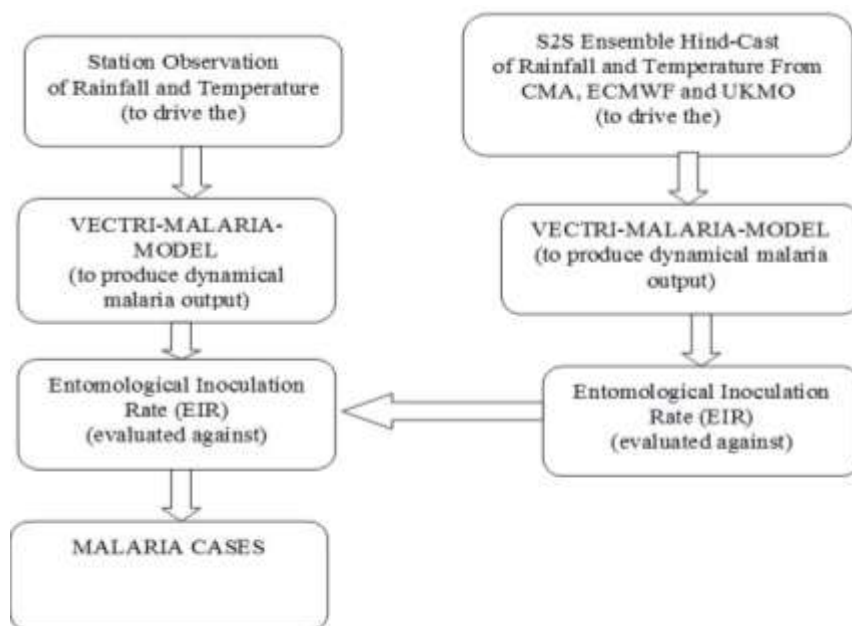 Station Observation
of Rainfall and Temperature
(to drive the)
VECTRI-MALARIA-
MODEL
(to produce dynamical
malaria output)
Entomological Inoculation
Rate (EIR)
(evaluated against)
MALARIA CASES
S2S Ensemble Hind-Cast
of Rainfall and Temperature From
CMA, ECMWF and UKMO
(to drive the)
VECTRI-MALARIA-MODEL
(to produce dynamical malaria
output)
Entomological Inoculation
Rate (EIR)
(evaluated against)